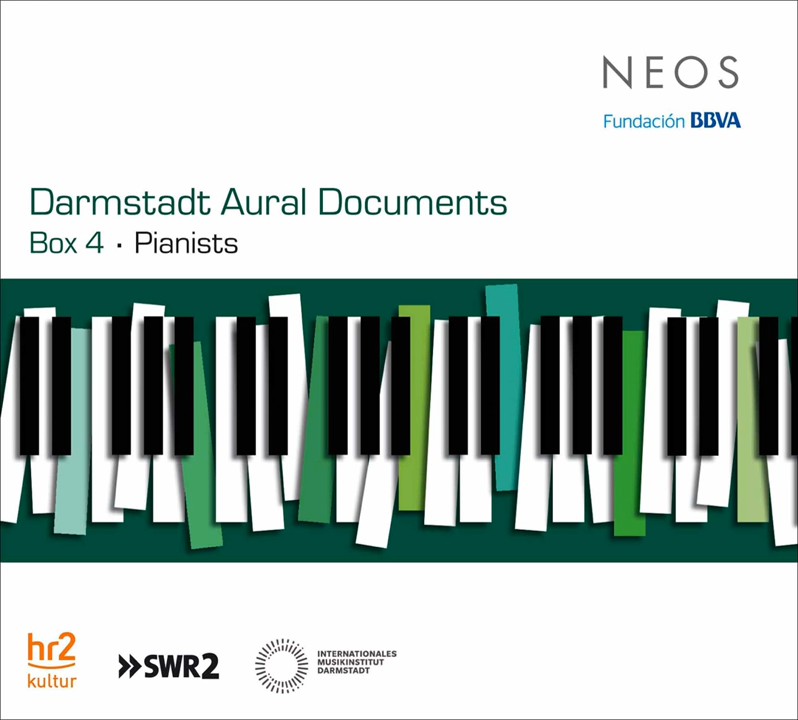 NEOS
Fundación BBVA
Darmstadt Aural Documents
Box 4 · Pianists
hr2
kultur
SWR2
INTERNATIONALES
MUSIKINSTITUT
DARMSTADT